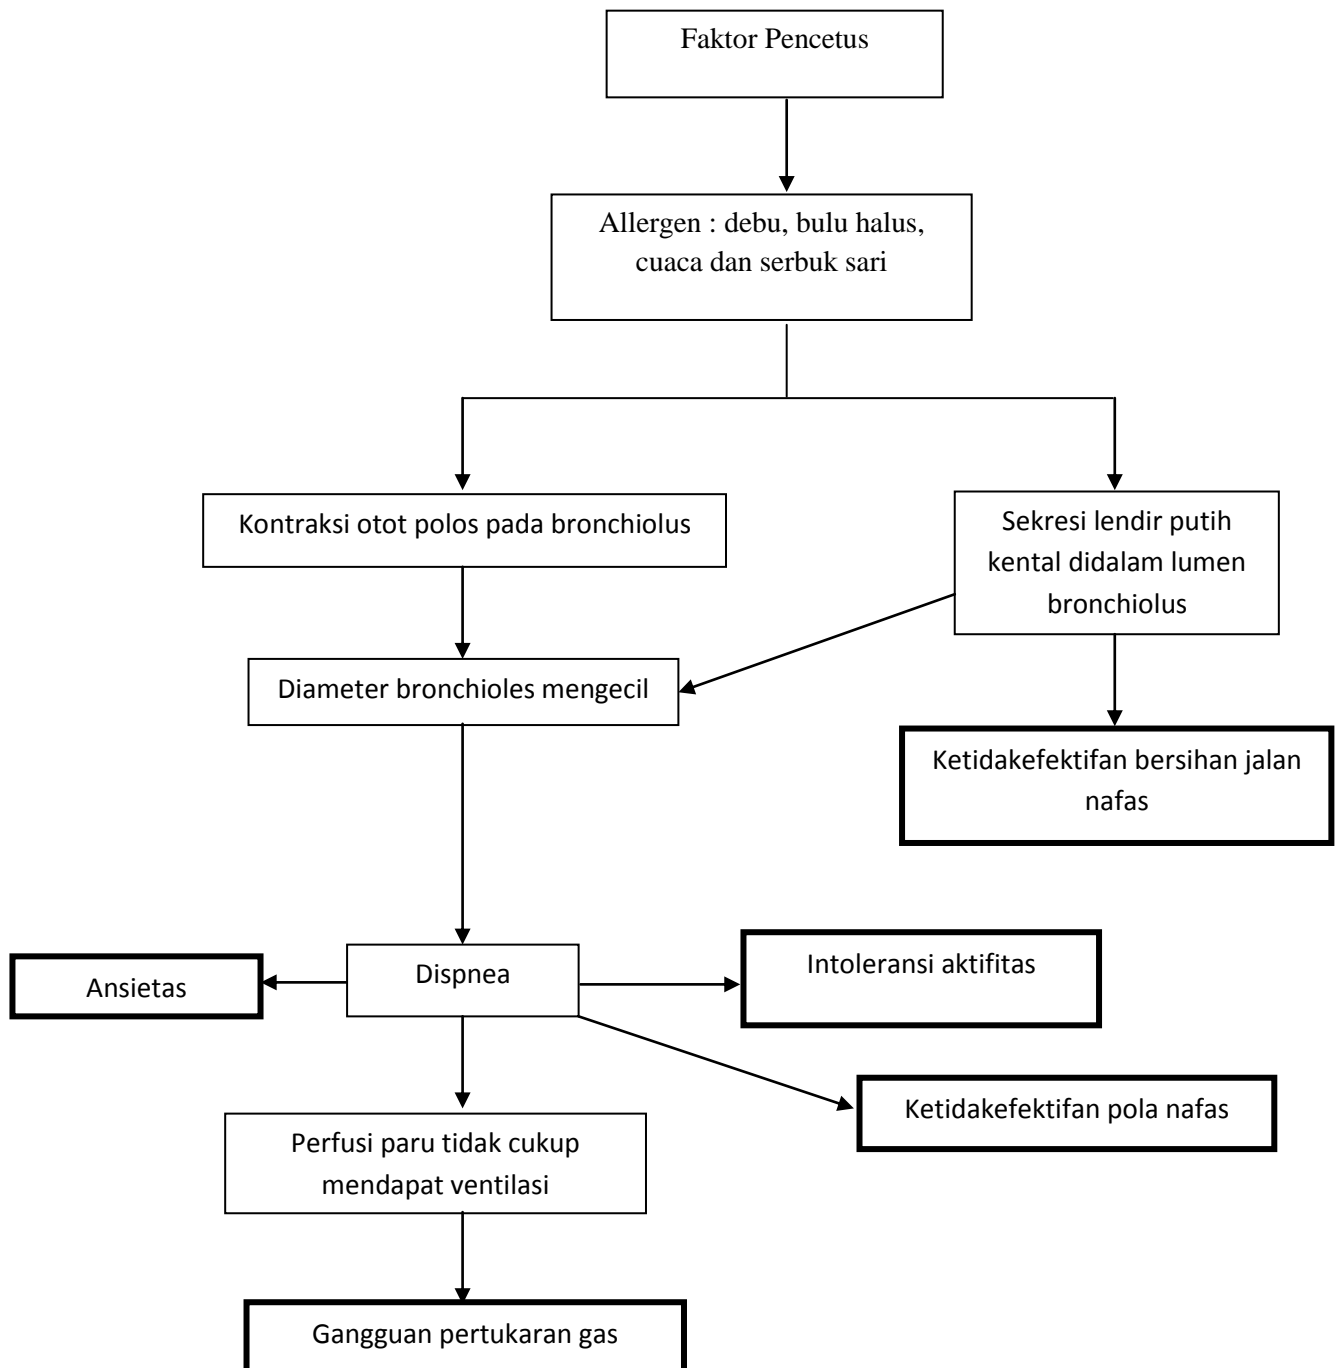 Faktor Pencetus
Allergen : debu, bulu halus,
cuaca dan serbuk sari
Kontraksi otot polos pada bronchiolus
Sekresi lendir putih
kental didalam lumen
bronchiolus
Diameter bronchioles mengecil
Ketidakefektifan bersihan jalan
nafas
Ansietas
Dispnea
Intoleransi aktifitas
Ketidakefektifan pola nafas
Perfusi paru tidak cukup
mendapat ventilasi
Gangguan pertukaran gas